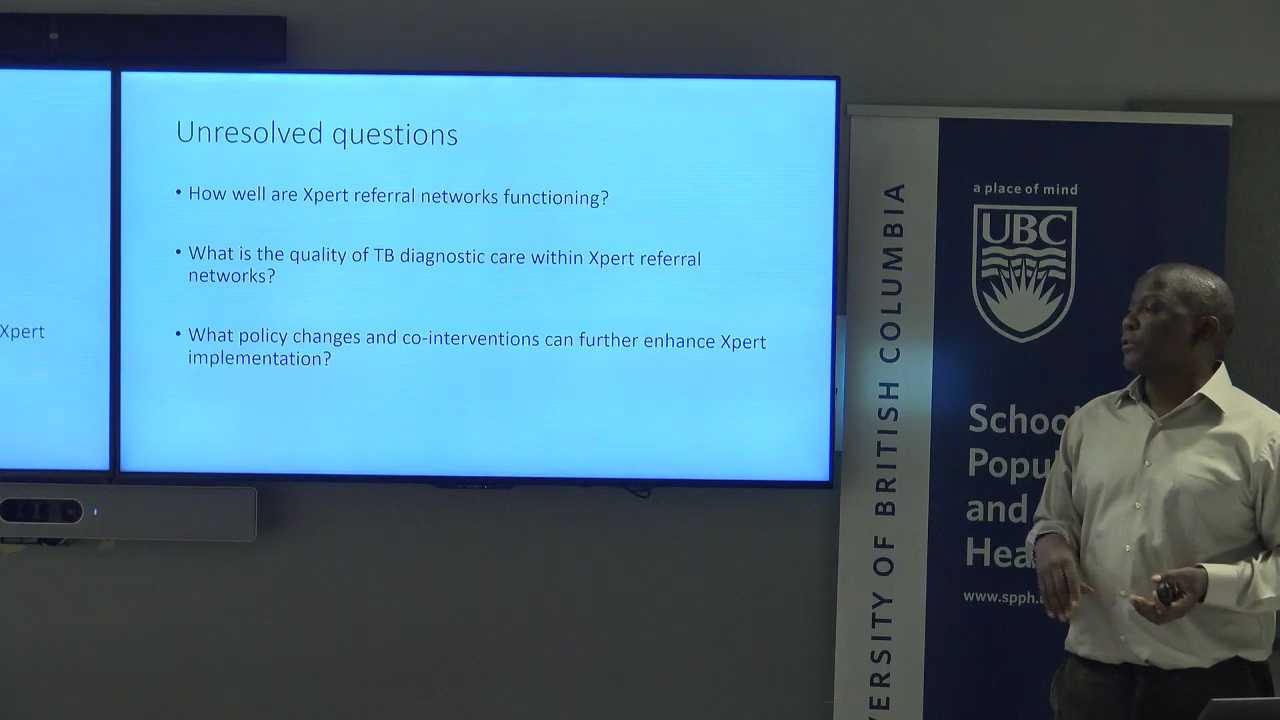 Unresolved questions
• How well are Xpert referral networks functioning?
• What is the quality of TB diagnostic care within Xpert referral
networks?
• What policy changes and co-interventions can further enhance Xpert
implementation?
Xpert
a place of mind
UBC
VERSITY OF BRITISH COLUMBIA
Schoo
Popu
and
Hea
www.spph.